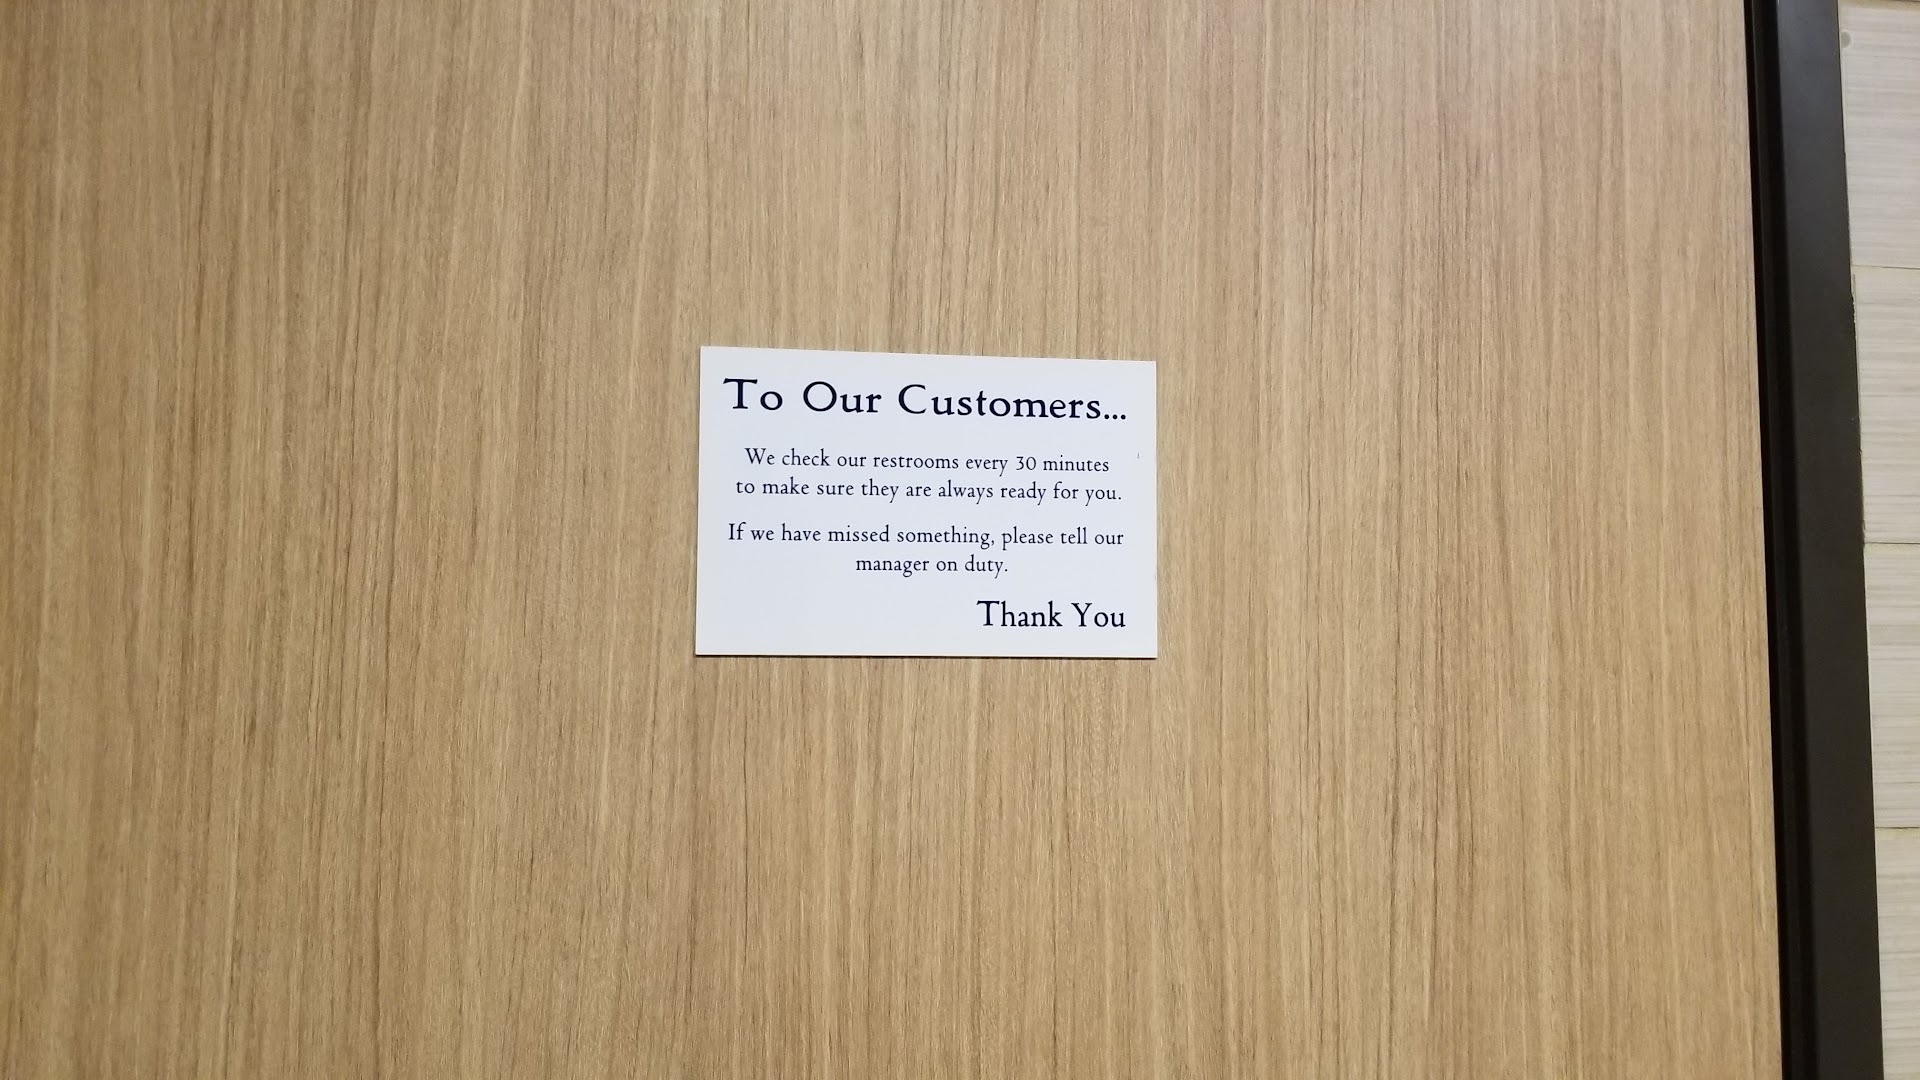 To Our Customers...
We check our restrooms every 30 minutes
to make sure they are always ready for you.
If we have missed something, please tell our
manager on duty.
Thank You